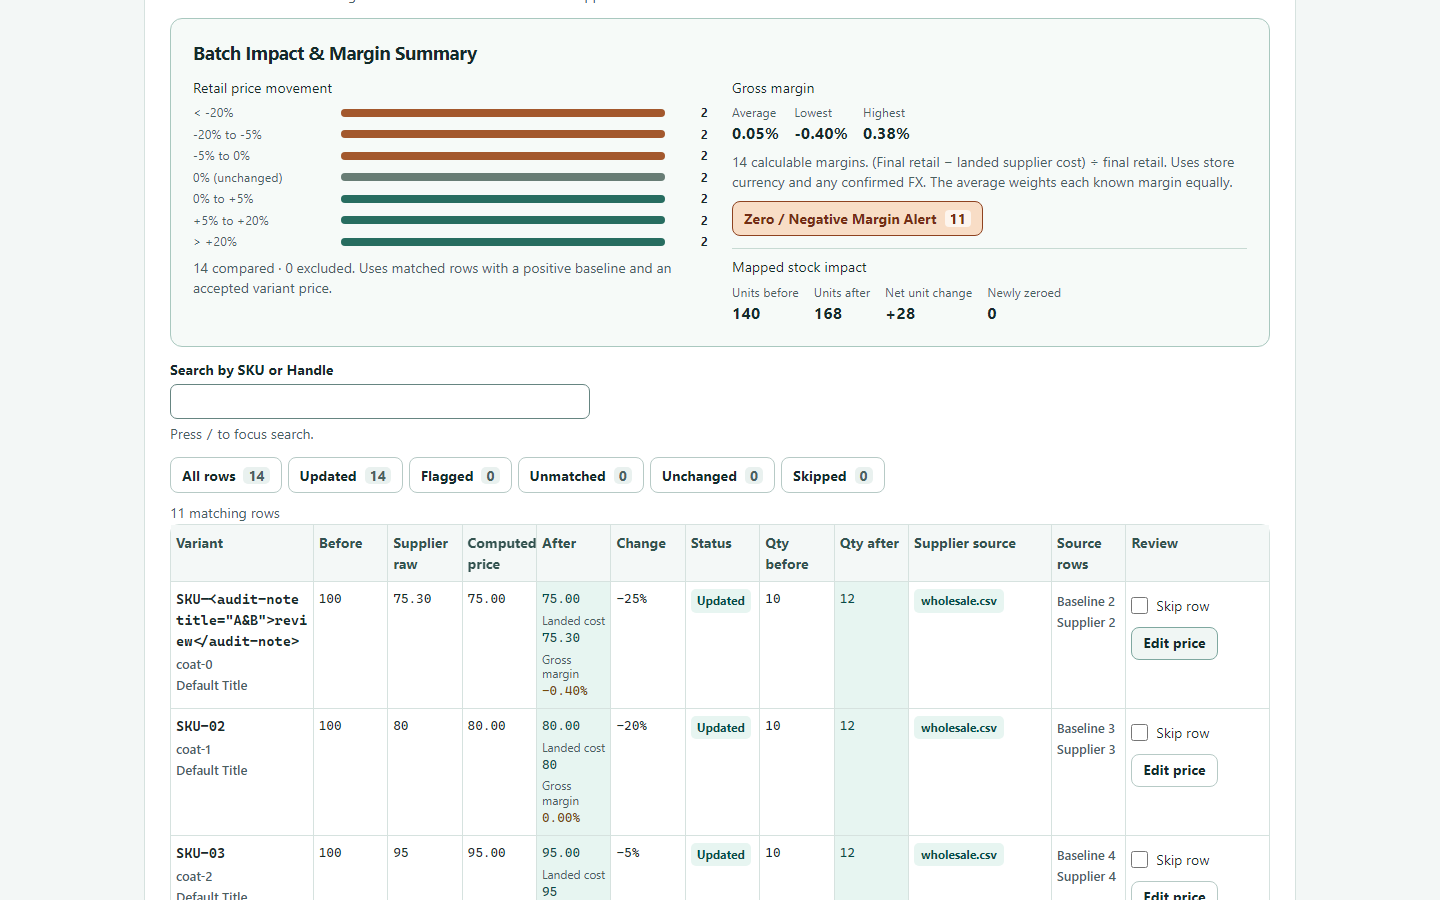 Batch Impact & Margin Summary
Retail price movement
< -20% 2
-20% to -5% 2
-5% to 0% 2
0% (unchanged) 2
0% to +5% 2
+5% to +20% 2
> +20% 2
14 compared · 0 excluded. Uses matched rows with a positive baseline and an
accepted variant price.
Gross margin
Average Lowest Highest
0.05% -0.40% 0.38%
14 calculable margins. (Final retail − landed supplier cost) ÷ final retail. Uses store
currency and any confirmed FX. The average weights each known margin equally.
Zero / Negative Margin Alert 11
Mapped stock impact
Units before Units after Net unit change Newly zeroed
140 168 +28 0
Search by SKU or Handle
Press / to focus search.
All rows 14 Updated 14 Flagged 0 Unmatched 0 Unchanged 0 Skipped 0
11 matching rows
Variant Before Supplier raw Computed price After Change Status Qty before Qty after Supplier source Source rows Review
SKU-<audit-note
title="A&B">revi
ew</audit-note>
coat-0
Default Title
100 75.30 75.00 75.00
Landed cost
75.30
Gross
margin
−0.40%
−25% Updated 10 12 wholesale.csv
Baseline 2
Supplier 2
Skip row
Edit price
SKU-02
coat-1
Default Title
100 80 80.00 80.00
Landed cost
80
Gross
margin
0.00%
−20% Updated 10 12 wholesale.csv
Baseline 3
Supplier 3
Skip row
Edit price
SKU-03
coat-2
Default Title
100 95 95.00 95.00
Landed cost
95
−5% Updated 10 12 wholesale.csv
Baseline 4
Supplier 4
Skip row
Edit price